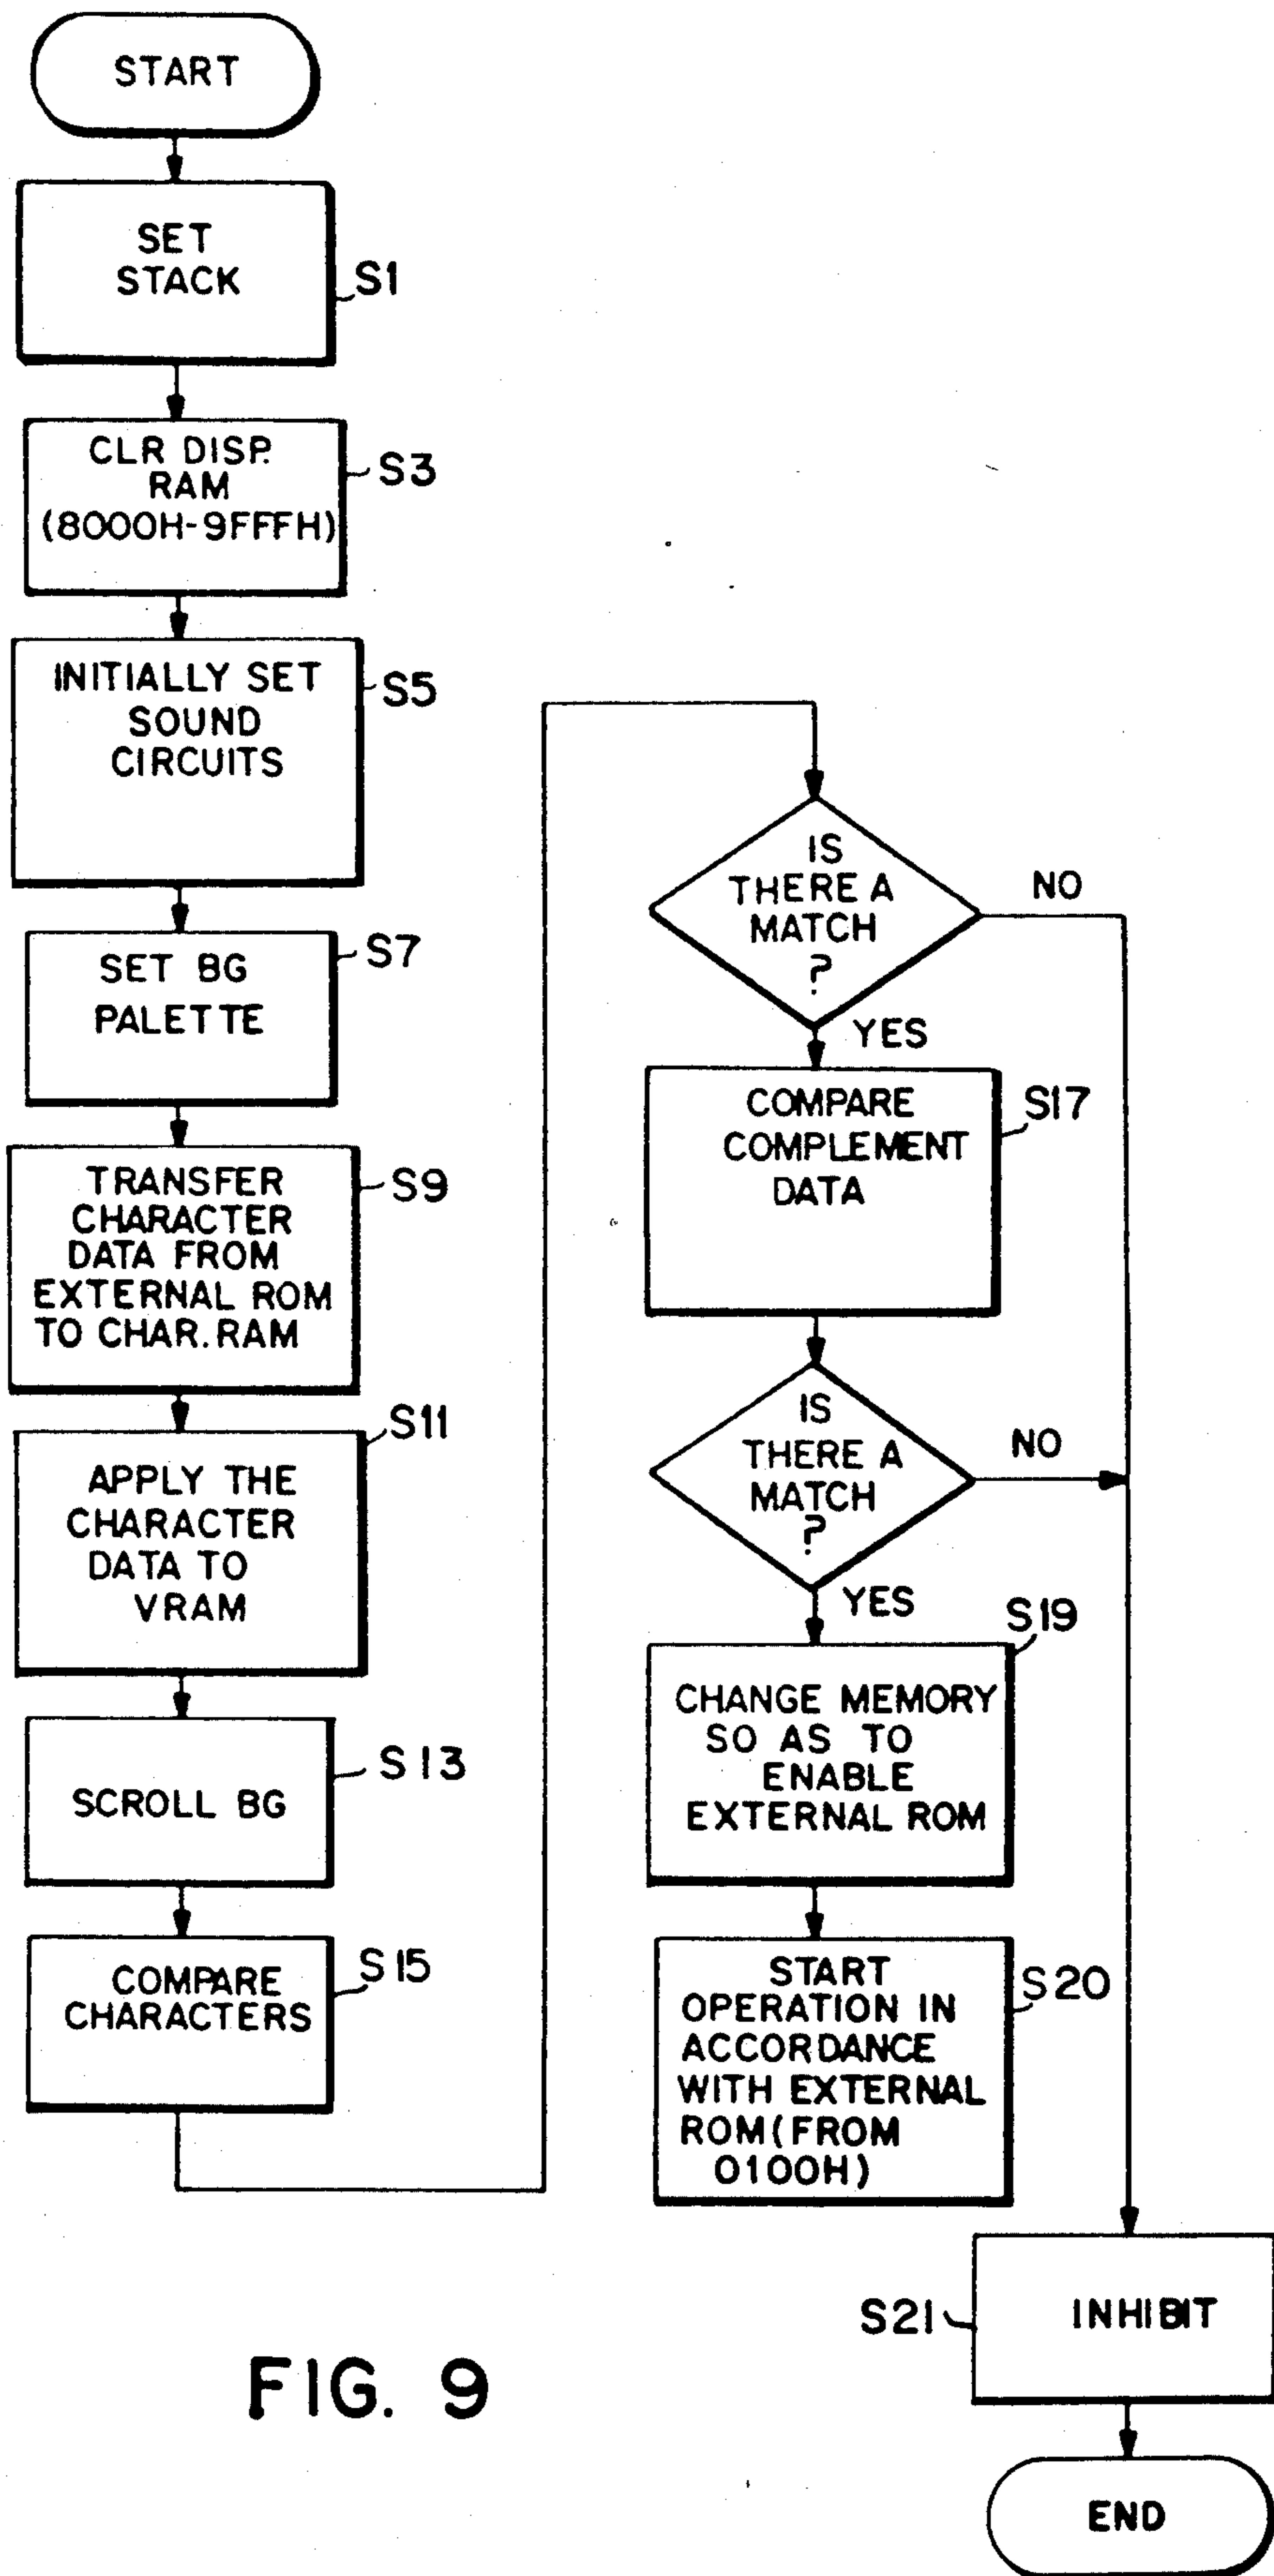 START
SET
STACK
S1
CLR DISP.
RAM
(8000H-9FFFH)
S3
INITIALLY SET
SOUND
CIRCUITS
S5
SET BG
PALETTE
S7
TRANSFER
CHARACTER
DATA FROM
EXTERNAL ROM
TO CHAR. RAM
S9
APPLY THE
CHARACTER
DATA TO
VRAM
S11
SCROLL BG
S13
COMPARE
CHARACTERS
S15
IS
THERE A
MATCH
?
NO
YES
COMPARE
COMPLEMENT
DATA
S17
IS
THERE A
MATCH
?
NO
YES
CHANGE MEMORY
SO AS TO
ENABLE
EXTERNAL ROM
S19
START
OPERATION IN
ACCORDANCE
WITH EXTERNAL
ROM (FROM
0100H)
S20
INHIBIT
S21
END
FIG. 9